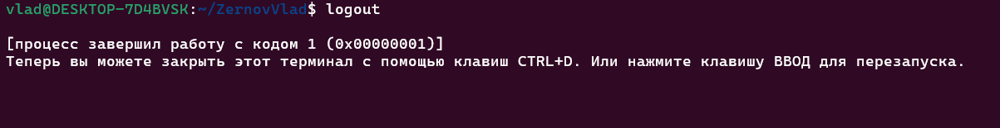 vlad@DESKTOP-7D4BVSK:~/ZernovVlad$ logout
[процесс завершил работу с кодом 1 (0x00000001)]
Теперь вы можете закрыть этот терминал с помощью клавиш CTRL+D. Или нажмите клавишу ВВОД для перезапуска.